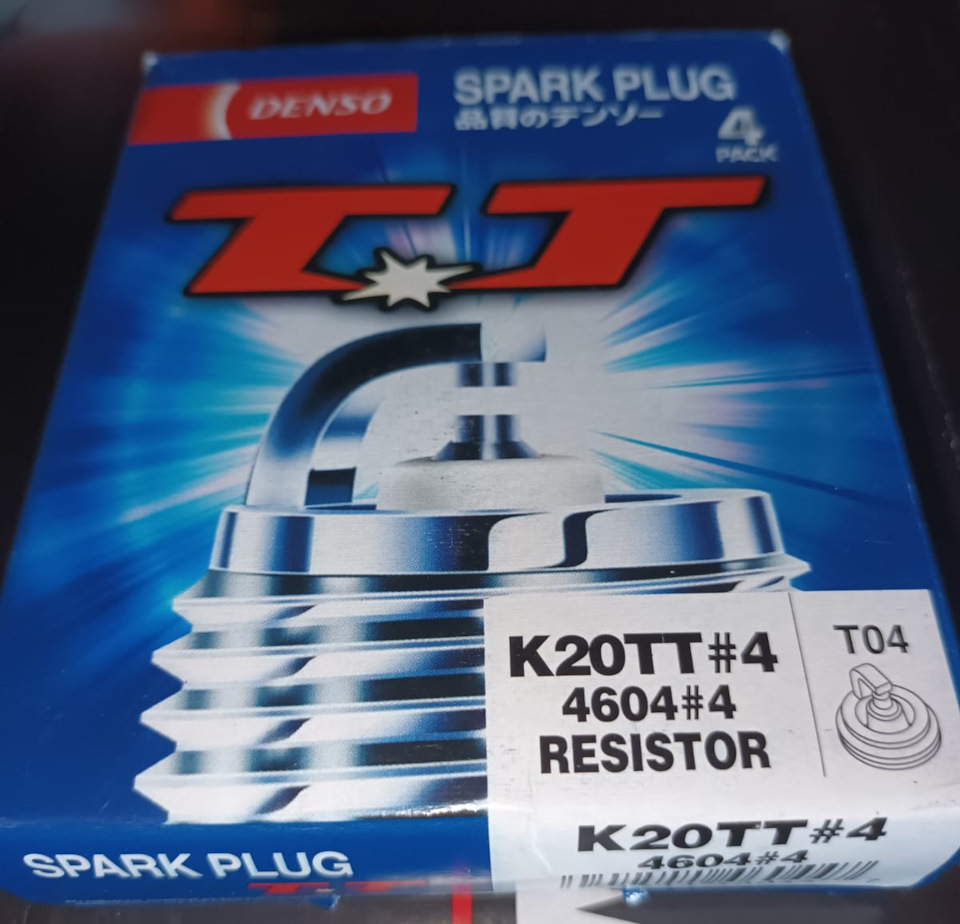 DENSO
SPARK PLUG
品質のデンソー
4
PACK
TT
K20TT#4
4604#4
RESISTOR
T04
K20TT#4
4604#4
SPARK PLUG
TT